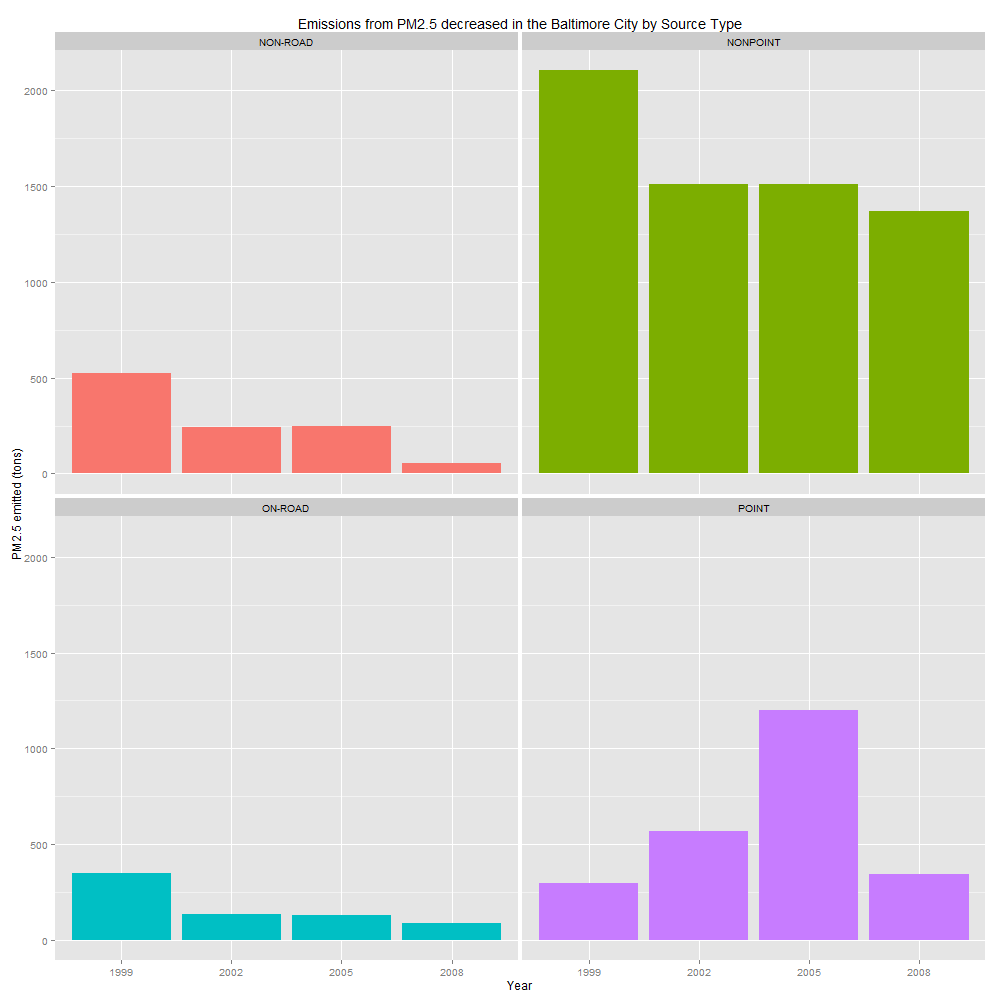 Emissions from PM2.5 decreased in the Baltimore City by Source Type
NON-ROAD
NONPOINT
2000
1500
1000
500
0
ON-ROAD
POINT
2000
1500
1000
500
0
PM2.5 emitted (tons)
1999 2002 2005 2008
1999 2002 2005 2008
Year